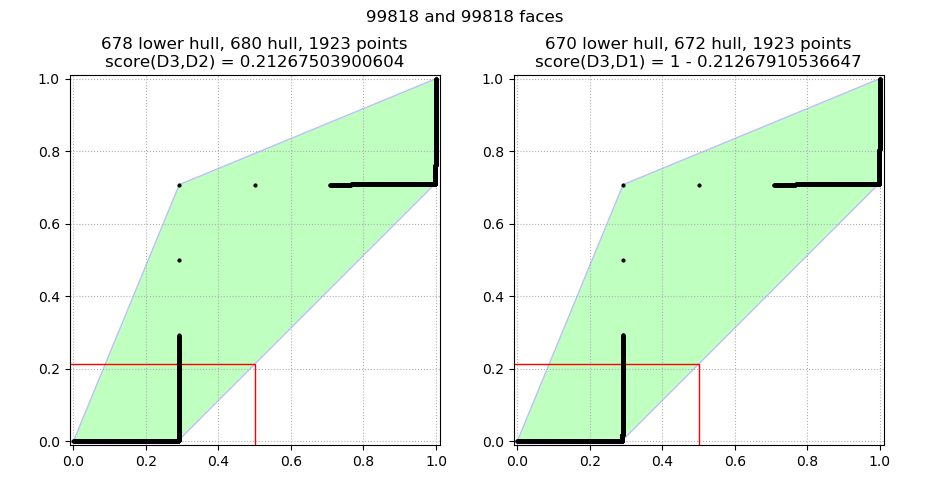 99818 and 99818 faces
678 lower hull, 680 hull, 1923 points
score(D3,D2) = 0.21267503900604
1.0
0.8
0.6
0.4
0.2
0.0
0.0 0.2 0.4 0.6 0.8 1.0
670 lower hull, 672 hull, 1923 points
score(D3,D1) = 1 - 0.21267910536647
1.0
0.8
0.6
0.4
0.2
0.0
0.0 0.2 0.4 0.6 0.8 1.0